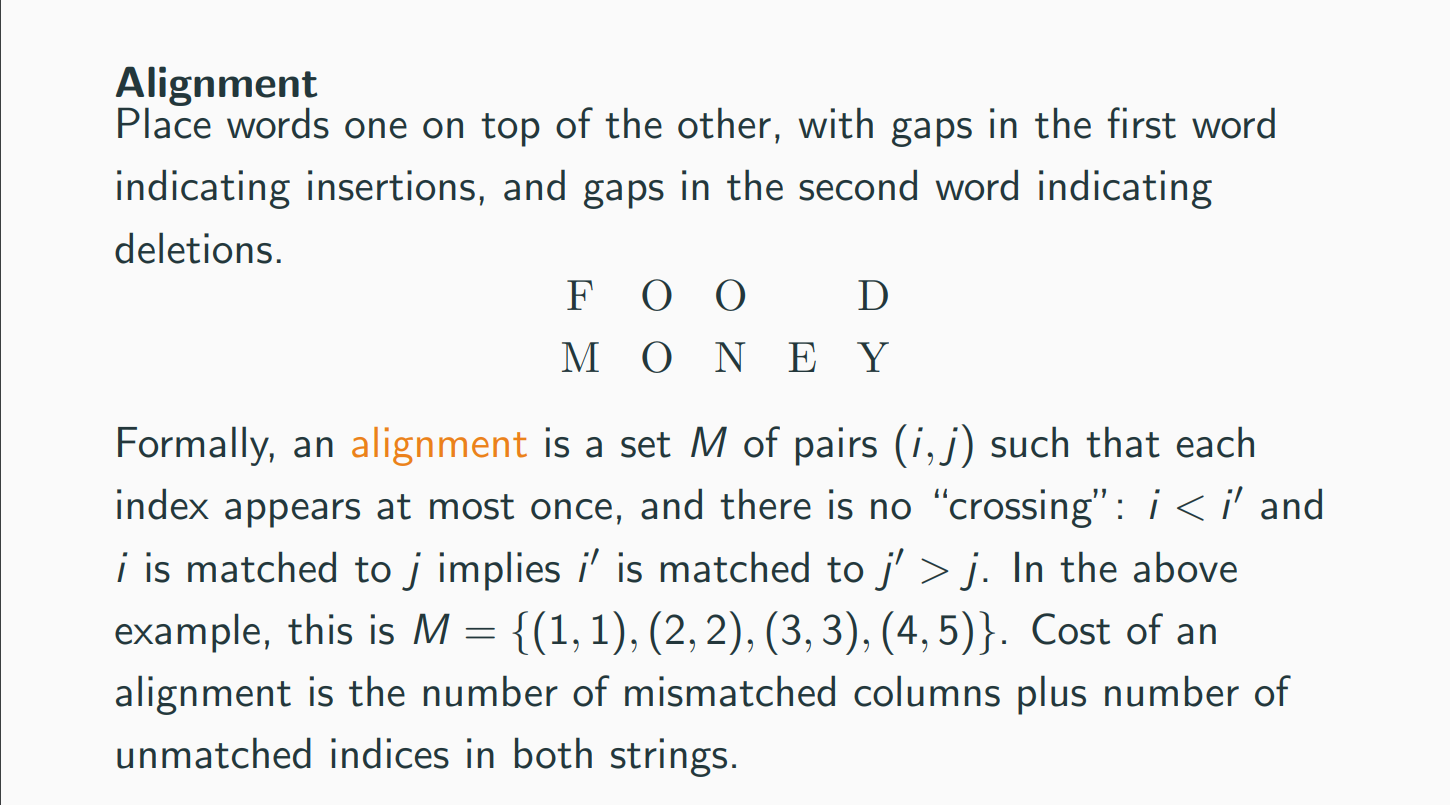 Alignment
Place words one on top of the other, with gaps in the first word
indicating insertions, and gaps in the second word indicating
deletions.
F O O D
M O N E Y
Formally, an alignment is a set M of pairs (i, j) such that each
index appears at most once, and there is no “crossing”: i < i′ and
i is matched to j implies i′ is matched to j′ > j. In the above
example, this is M = {(1, 1), (2, 2), (3, 3), (4, 5)}. Cost of an
alignment is the number of mismatched columns plus number of
unmatched indices in both strings.